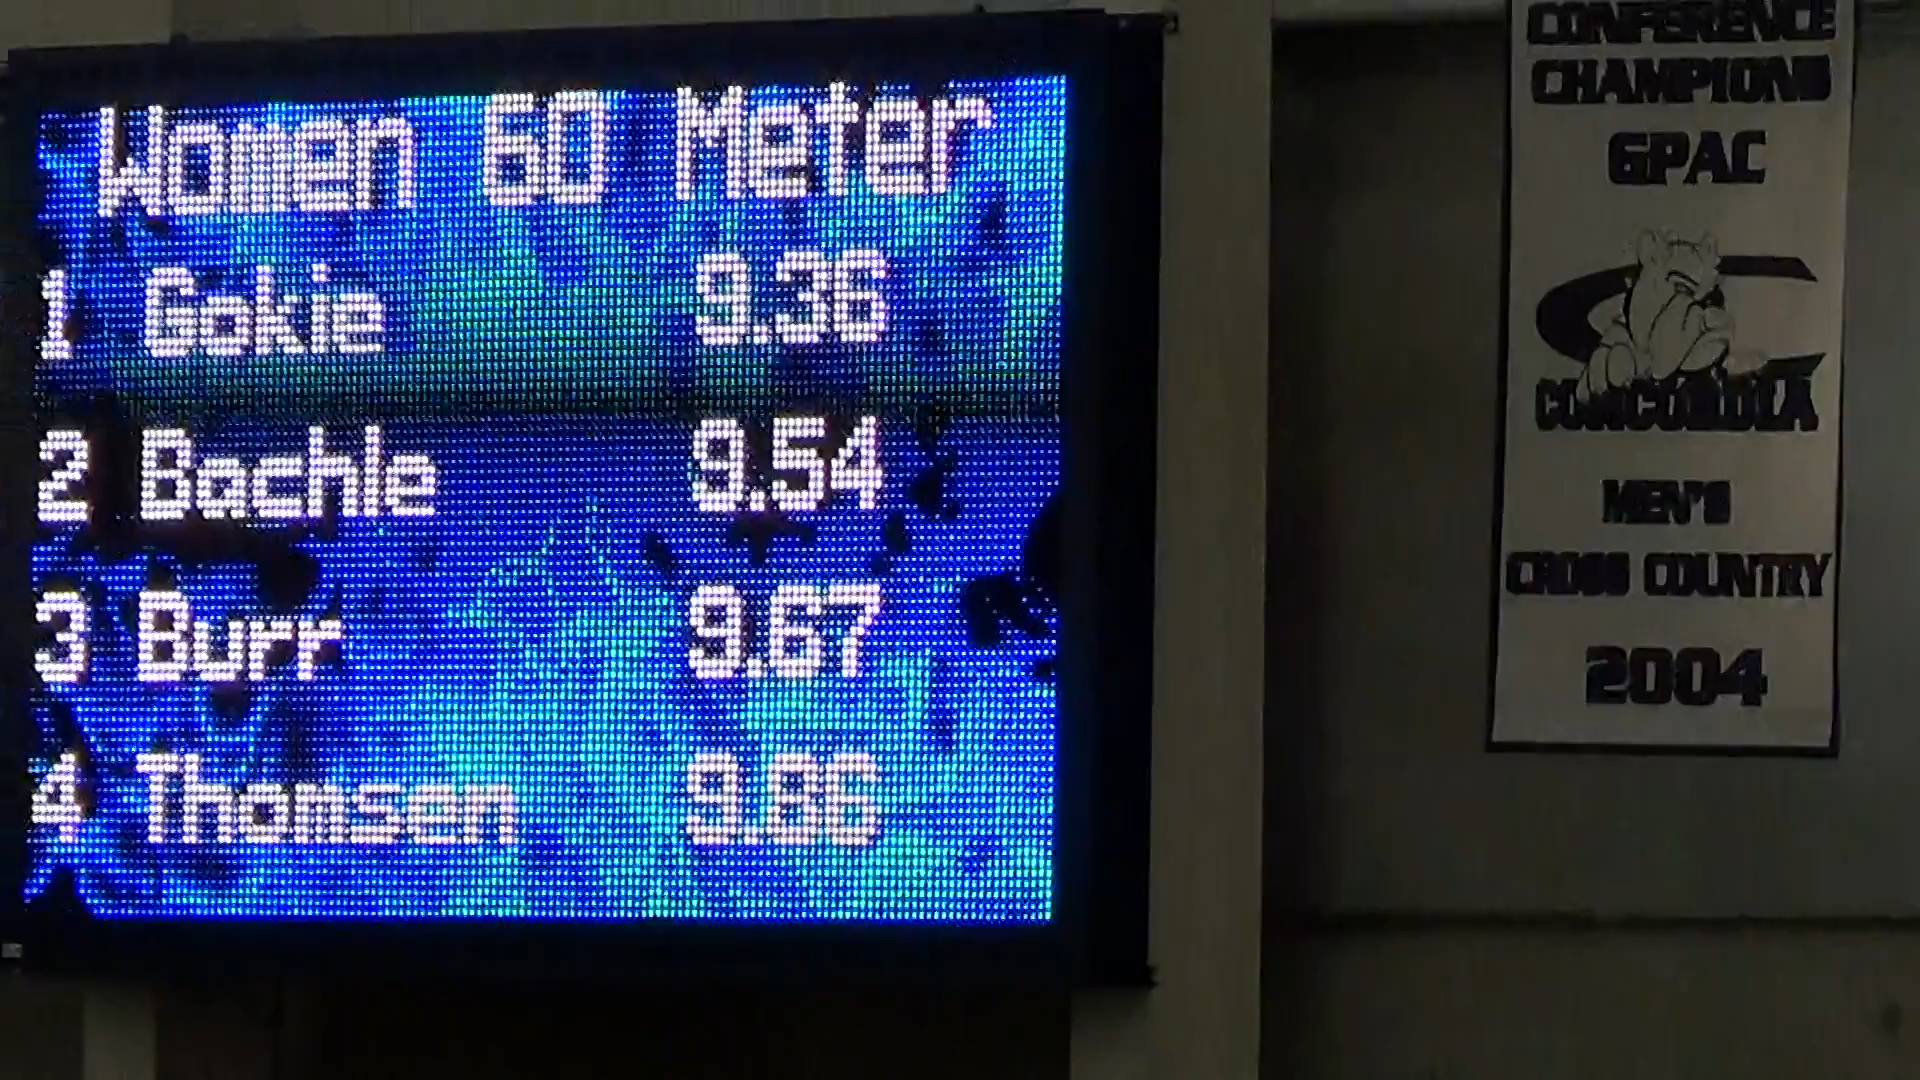 Women 60 Meter
1 Gokie 9.36
2 Bachle 9.54
3 Burr 9.67
4 Thomsen 9.86
CONFERENCE
CHAMPIONS
GPAC
CONCORDIA
MEN'S
CROSS COUNTRY
2004